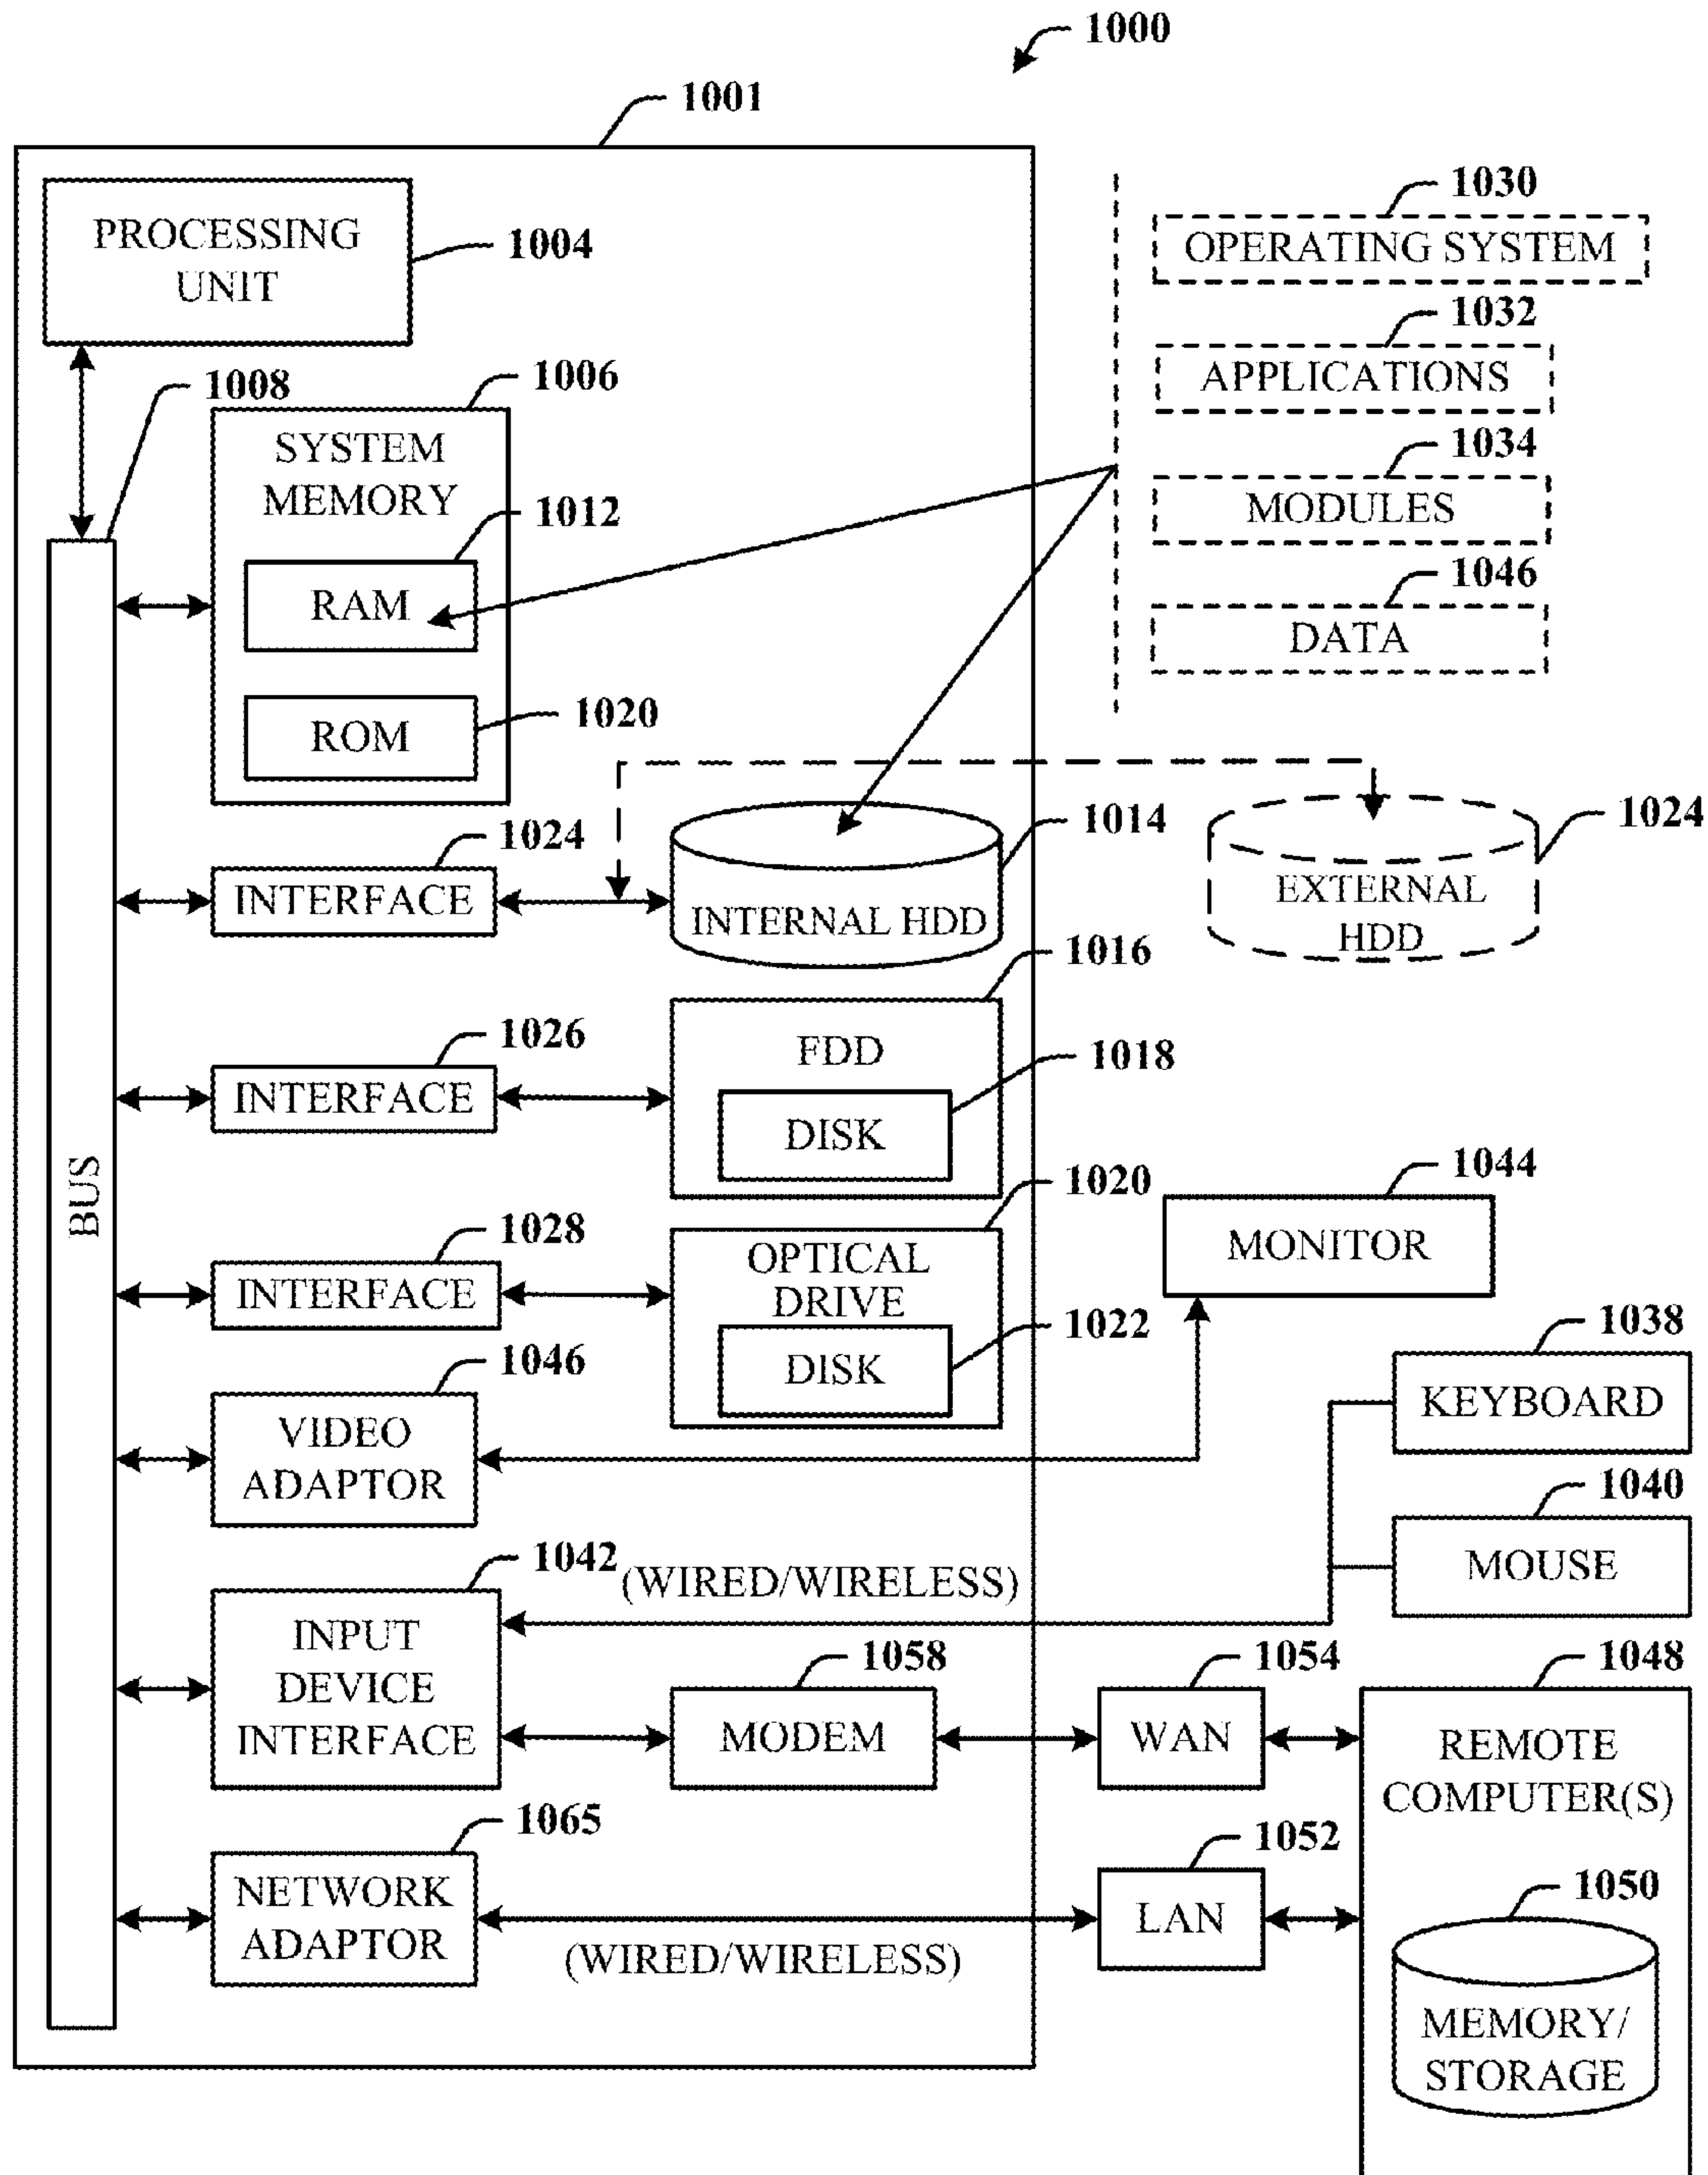 1000
1001
PROCESSING
UNIT
1004
1030
OPERATING SYSTEM
1032
APPLICATIONS
1034
MODULES
1046
DATA
1008
1006
SYSTEM
MEMORY
1012
RAM
1020
ROM
1024
INTERFACE
1014
INTERNAL HDD
1024
EXTERNAL
HDD
1026
INTERFACE
1016
FDD
1018
DISK
BUS
1028
INTERFACE
1020
OPTICAL
DRIVE
1022
DISK
1044
MONITOR
1046
VIDEO
ADAPTOR
1038
KEYBOARD
1040
MOUSE
1042
(WIRED/WIRELESS)
INPUT
DEVICE
INTERFACE
1058
MODEM
1054
WAN
1048
REMOTE
COMPUTER(S)
1065
NETWORK
ADAPTOR
(WIRED/WIRELESS)
1052
LAN
1050
MEMORY/
STORAGE